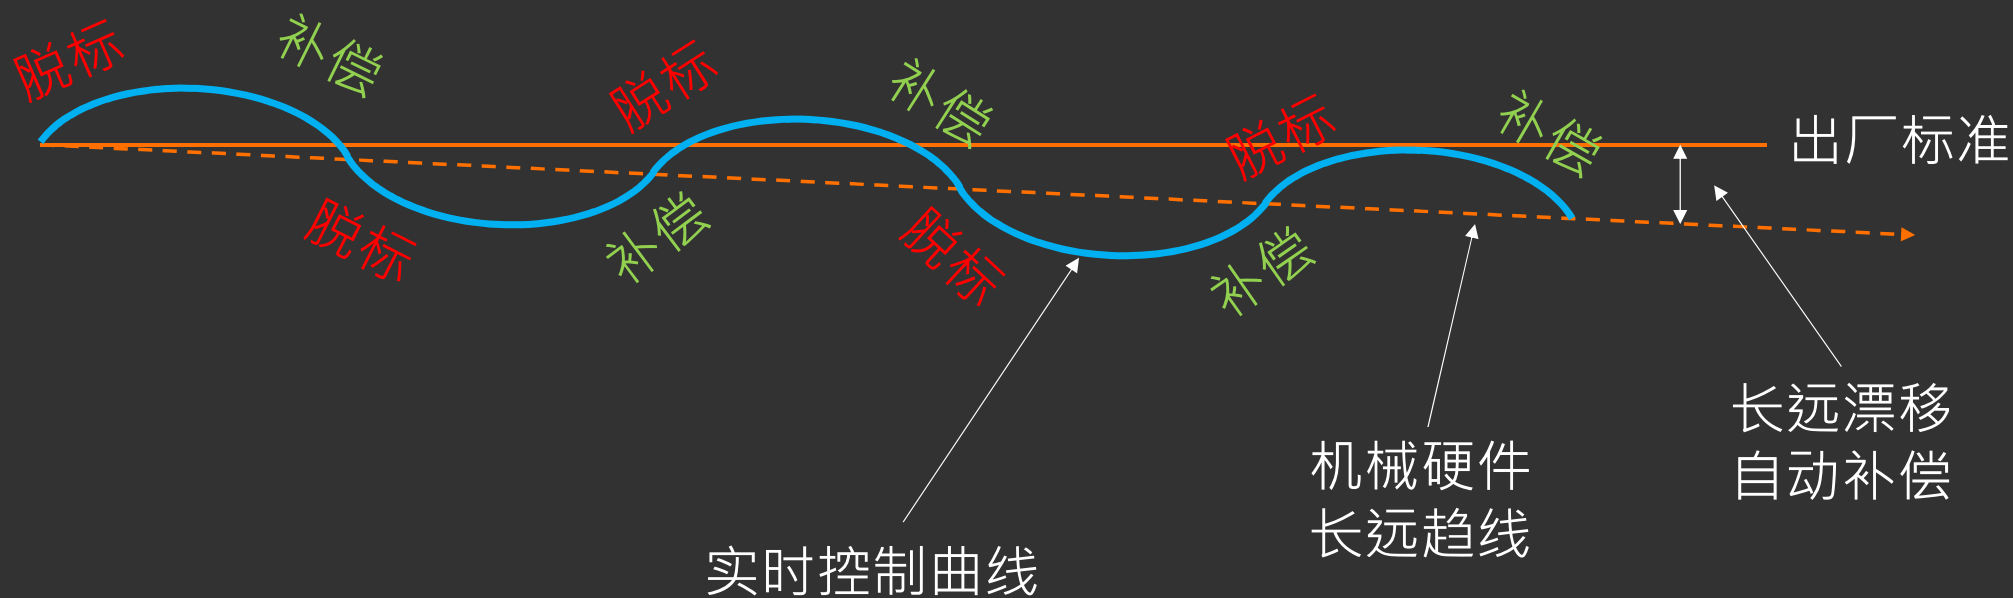 脱标
补偿
脱标
补偿
脱标
补偿
出厂标准
脱标
补偿
脱标
补偿
长远漂移
自动补偿
机械硬件
长远趋线
实时控制曲线